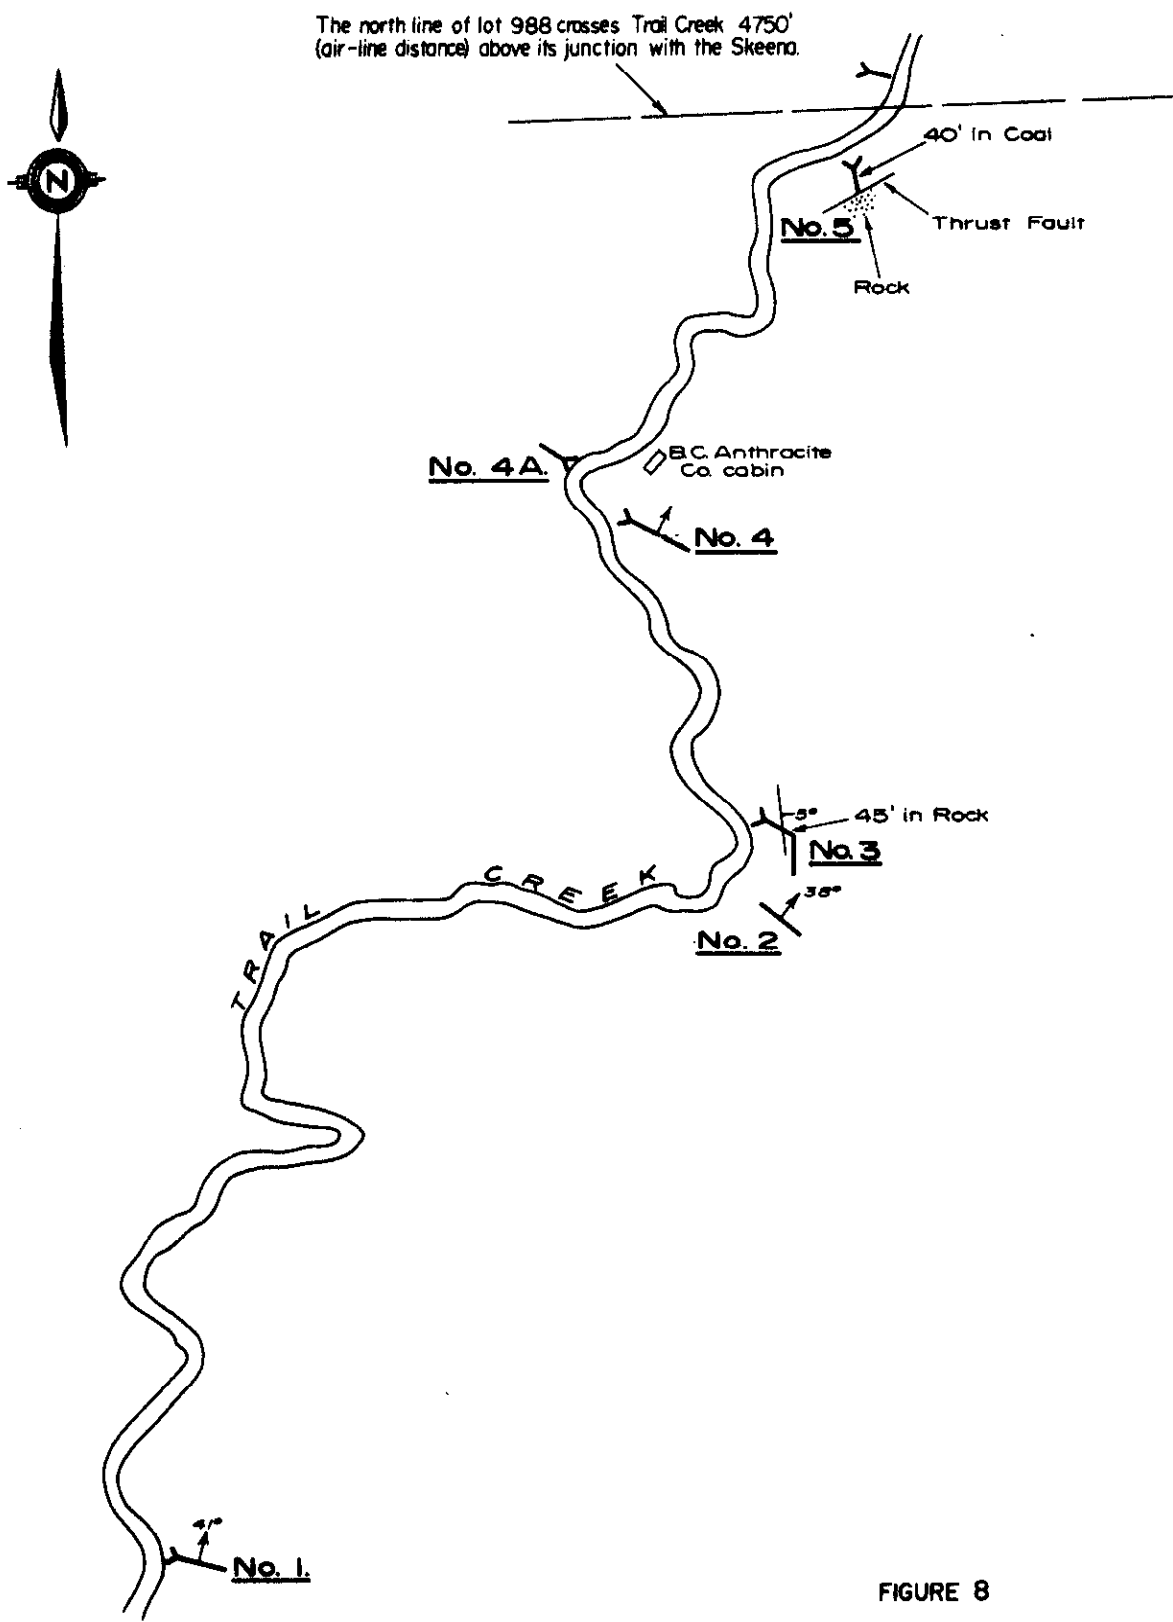 The north line of lot 988 crosses Trail Creek 4750'
(air-line distance) above its junction with the Skeena.
N
40' in Coal
Thrust Fault
No. 5
Rock
No. 4A.
B.C. Anthracite
Co. cabin
No. 4
5°
45' in Rock
No. 3
38°
No. 2
TRAIL CREEK
41°
No. 1.
FIGURE 8